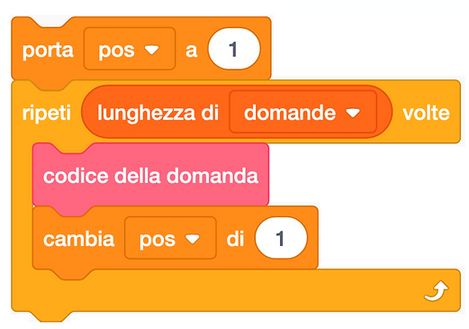 porta pos a 1
ripeti lunghezza di domande volte
codice della domanda
cambia pos di 1